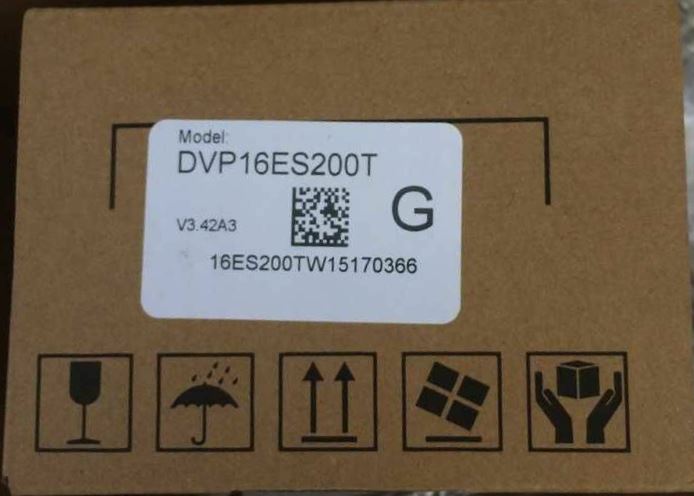 Model:
DVP16ES200T
V3.42A3
G
16ES200TW15170366